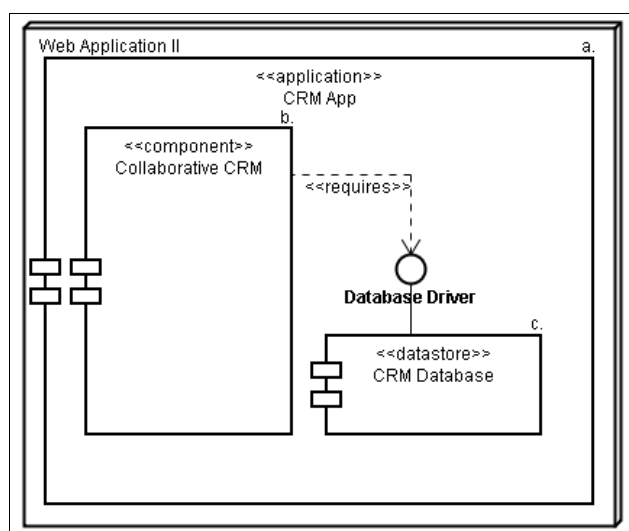 Web Application II
a.
<<application>>
CRM App
b.
<<component>>
Collaborative CRM
<<requires>>
Database Driver
c.
<<datastore>>
CRM Database